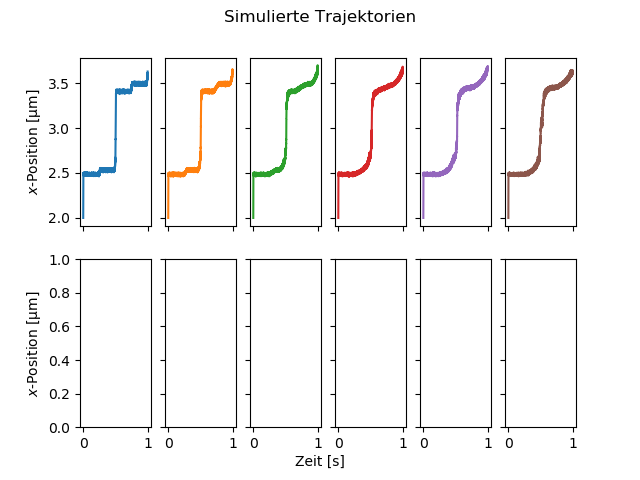 Simulierte Trajektorien
x-Position [µm]
3.5
3.0
2.5
2.0
x-Position [µm]
1.0
0.8
0.6
0.4
0.2
0.0
0 1 0 1 0 1 0 1 0 1 0 1
Zeit [s]